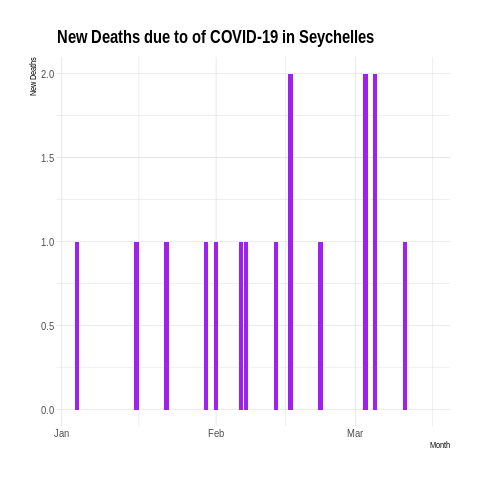 New Deaths due to of COVID-19 in Seychelles
New Deaths
2.0
1.5
1.0
0.5
0.0
Jan Feb Mar
Month